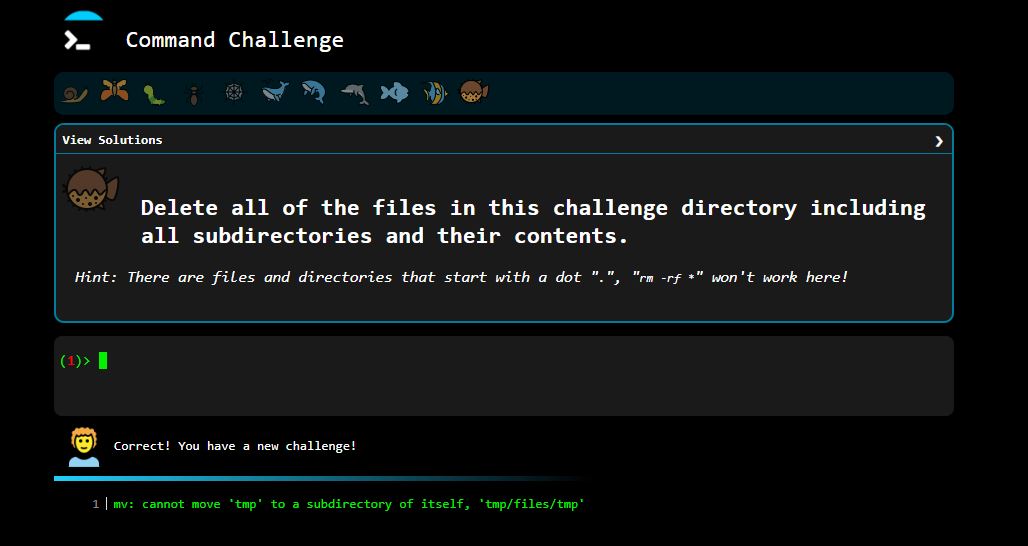 Command Challenge
View Solutions
Delete all of the files in this challenge directory including
all subdirectories and their contents.
Hint: There are files and directories that start with a dot ".", "rm -rf *" won't work here!
(1)>
Correct! You have a new challenge!
1 mv: cannot move 'tmp' to a subdirectory of itself, 'tmp/files/tmp'